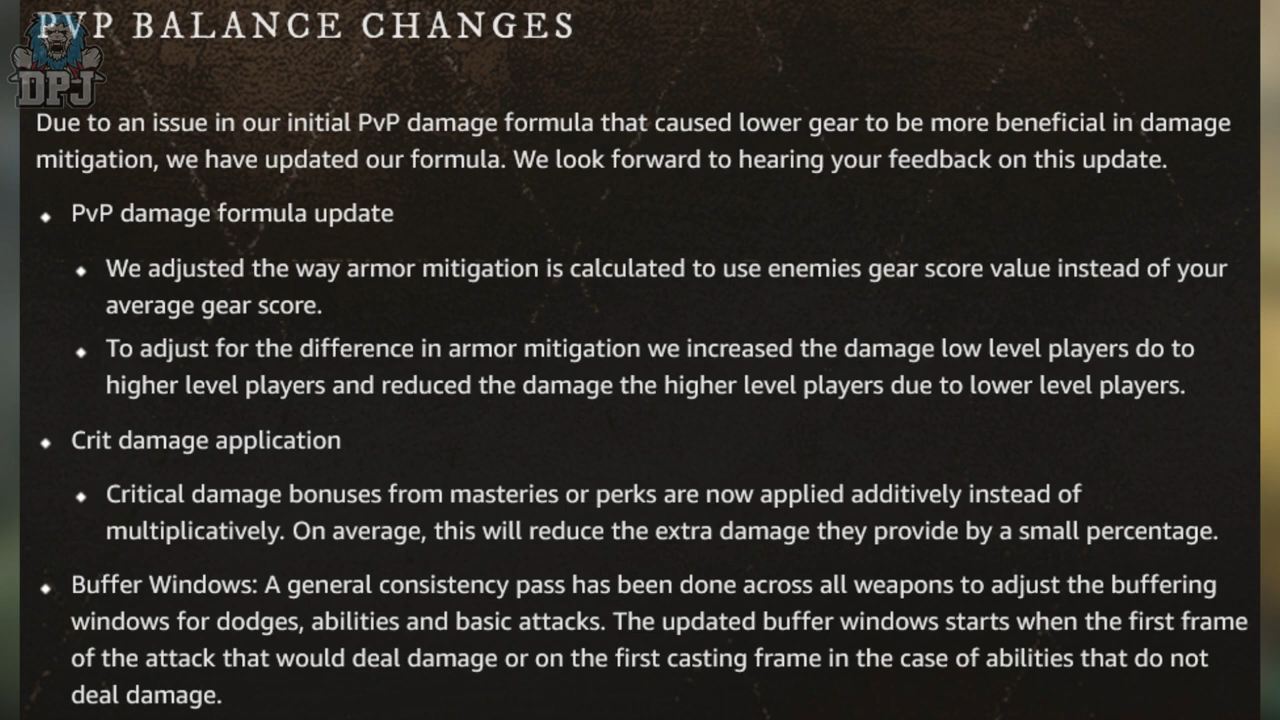 PVP BALANCE CHANGES
DPJ
Due to an issue in our initial PvP damage formula that caused lower gear to be more beneficial in damage
mitigation, we have updated our formula. We look forward to hearing your feedback on this update.
PvP damage formula update
We adjusted the way armor mitigation is calculated to use enemies gear score value instead of your
average gear score.
To adjust for the difference in armor mitigation we increased the damage low level players do to
higher level players and reduced the damage the higher level players due to lower level players.
Crit damage application
Critical damage bonuses from masteries or perks are now applied additively instead of
multiplicatively. On average, this will reduce the extra damage they provide by a small percentage.
Buffer Windows: A general consistency pass has been done across all weapons to adjust the buffering
windows for dodges, abilities and basic attacks. The updated buffer windows starts when the first frame
of the attack that would deal damage or on the first casting frame in the case of abilities that do not
deal damage.